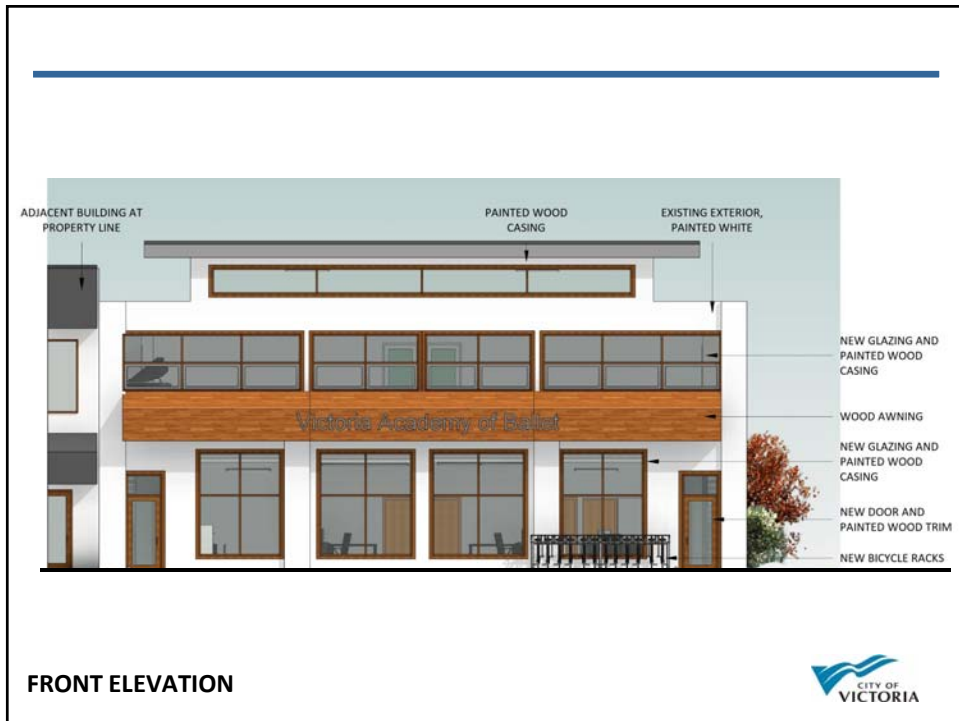 ADJACENT BUILDING AT
PROPERTY LINE
PAINTED WOOD
CASING
EXISTING EXTERIOR,
PAINTED WHITE
NEW GLAZING AND
PAINTED WOOD
CASING
WOOD AWNING
Victoria Academy of Ballet
NEW GLAZING AND
PAINTED WOOD
CASING
NEW DOOR AND
PAINTED WOOD TRIM
NEW BICYCLE RACKS
FRONT ELEVATION
CITY OF
VICTORIA